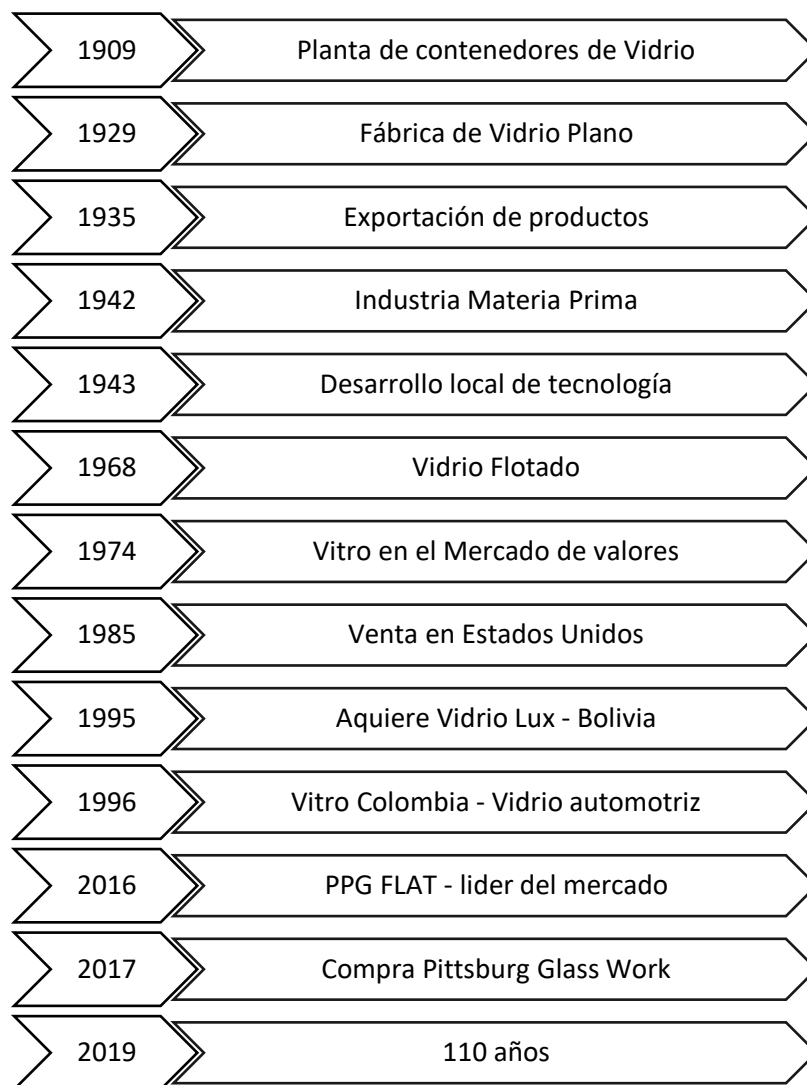 1909 Planta de contenedores de Vidrio
1929 Fábrica de Vidrio Plano
1935 Exportación de productos
1942 Industria Materia Prima
1943 Desarrollo local de tecnología
1968 Vidrio Flotado
1974 Vitro en el Mercado de valores
1985 Venta en Estados Unidos
1995 Aquiere Vidrio Lux - Bolivia
1996 Vitro Colombia - Vidrio automotriz
2016 PPG FLAT - lider del mercado
2017 Compra Pittsburg Glass Work
2019 110 años